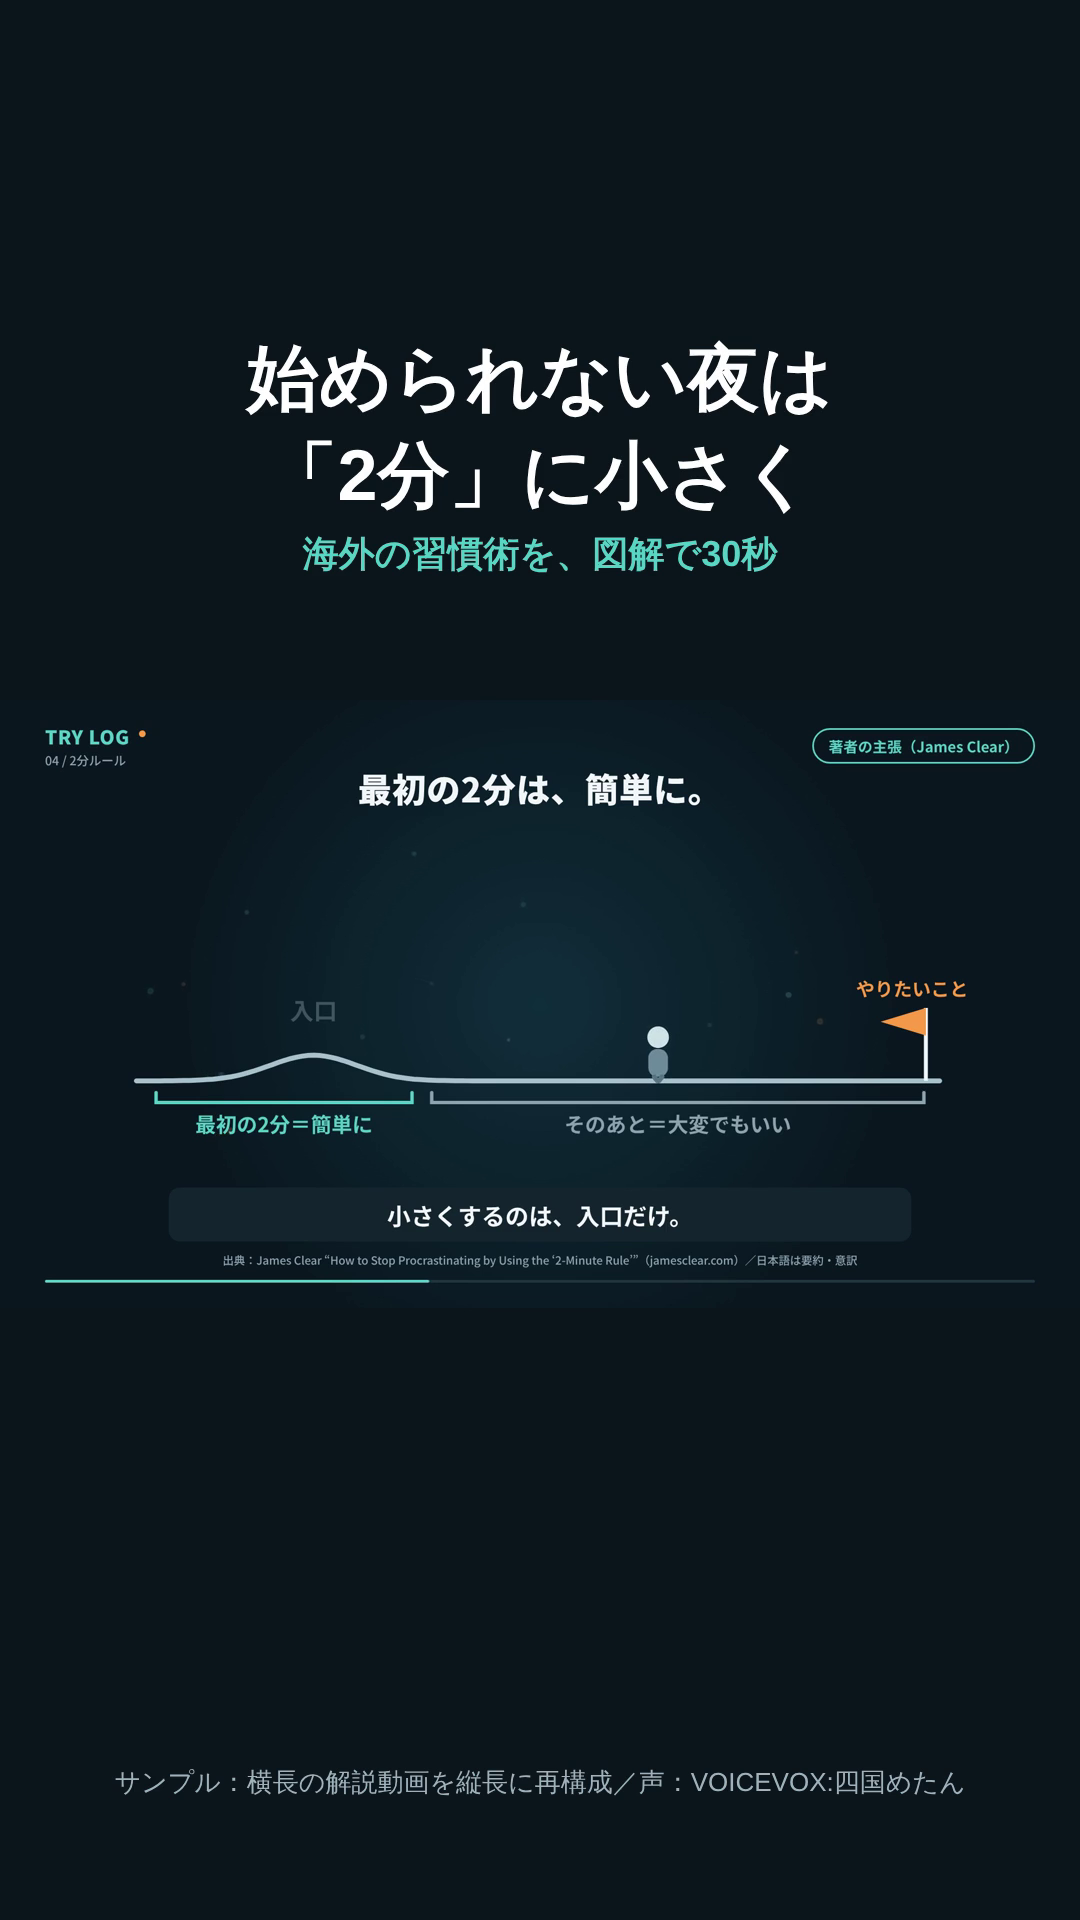 始められない夜は
「2分」に小さく
海外の習慣術を、図解で30秒
TRY LOG
04 / 2分ルール
著者の主張（James Clear）
最初の2分は、簡単に。
入口
やりたいこと
最初の2分＝簡単に
そのあと＝大変でもいい
小さくするのは、入口だけ。
出典：James Clear “How to Stop Procrastinating by Using the ‘2-Minute Rule’”（jamesclear.com）／日本語は要約・意訳
サンプル：横長の解説動画を縦長に再構成／声：VOICEVOX:四国めたん